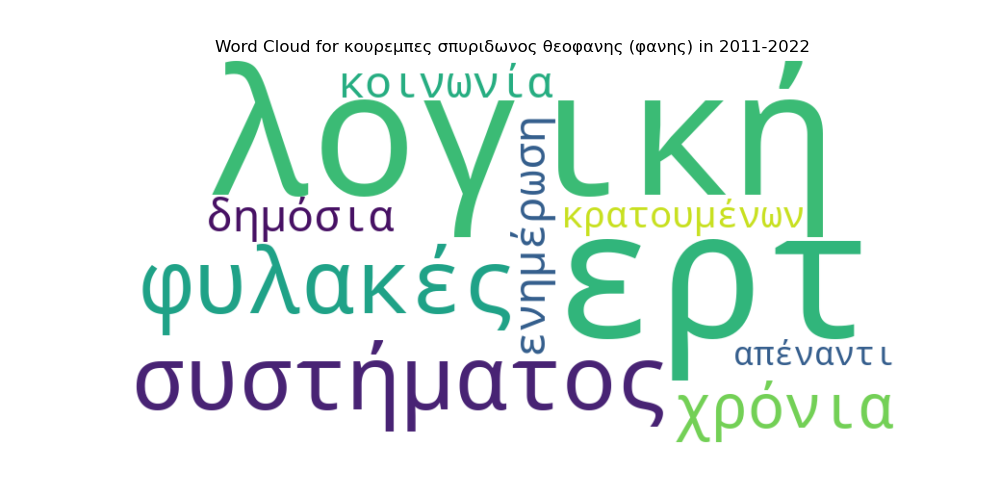 Word Cloud for κουρεμπες σπυριδωνος θεοφανης (φανης) in 2011-2022
κοινωνία
λογική
ενημέρωση
δημόσια
κρατουμένων
φυλακές
ερτ
απέναντι
συστήματος
χρόνια